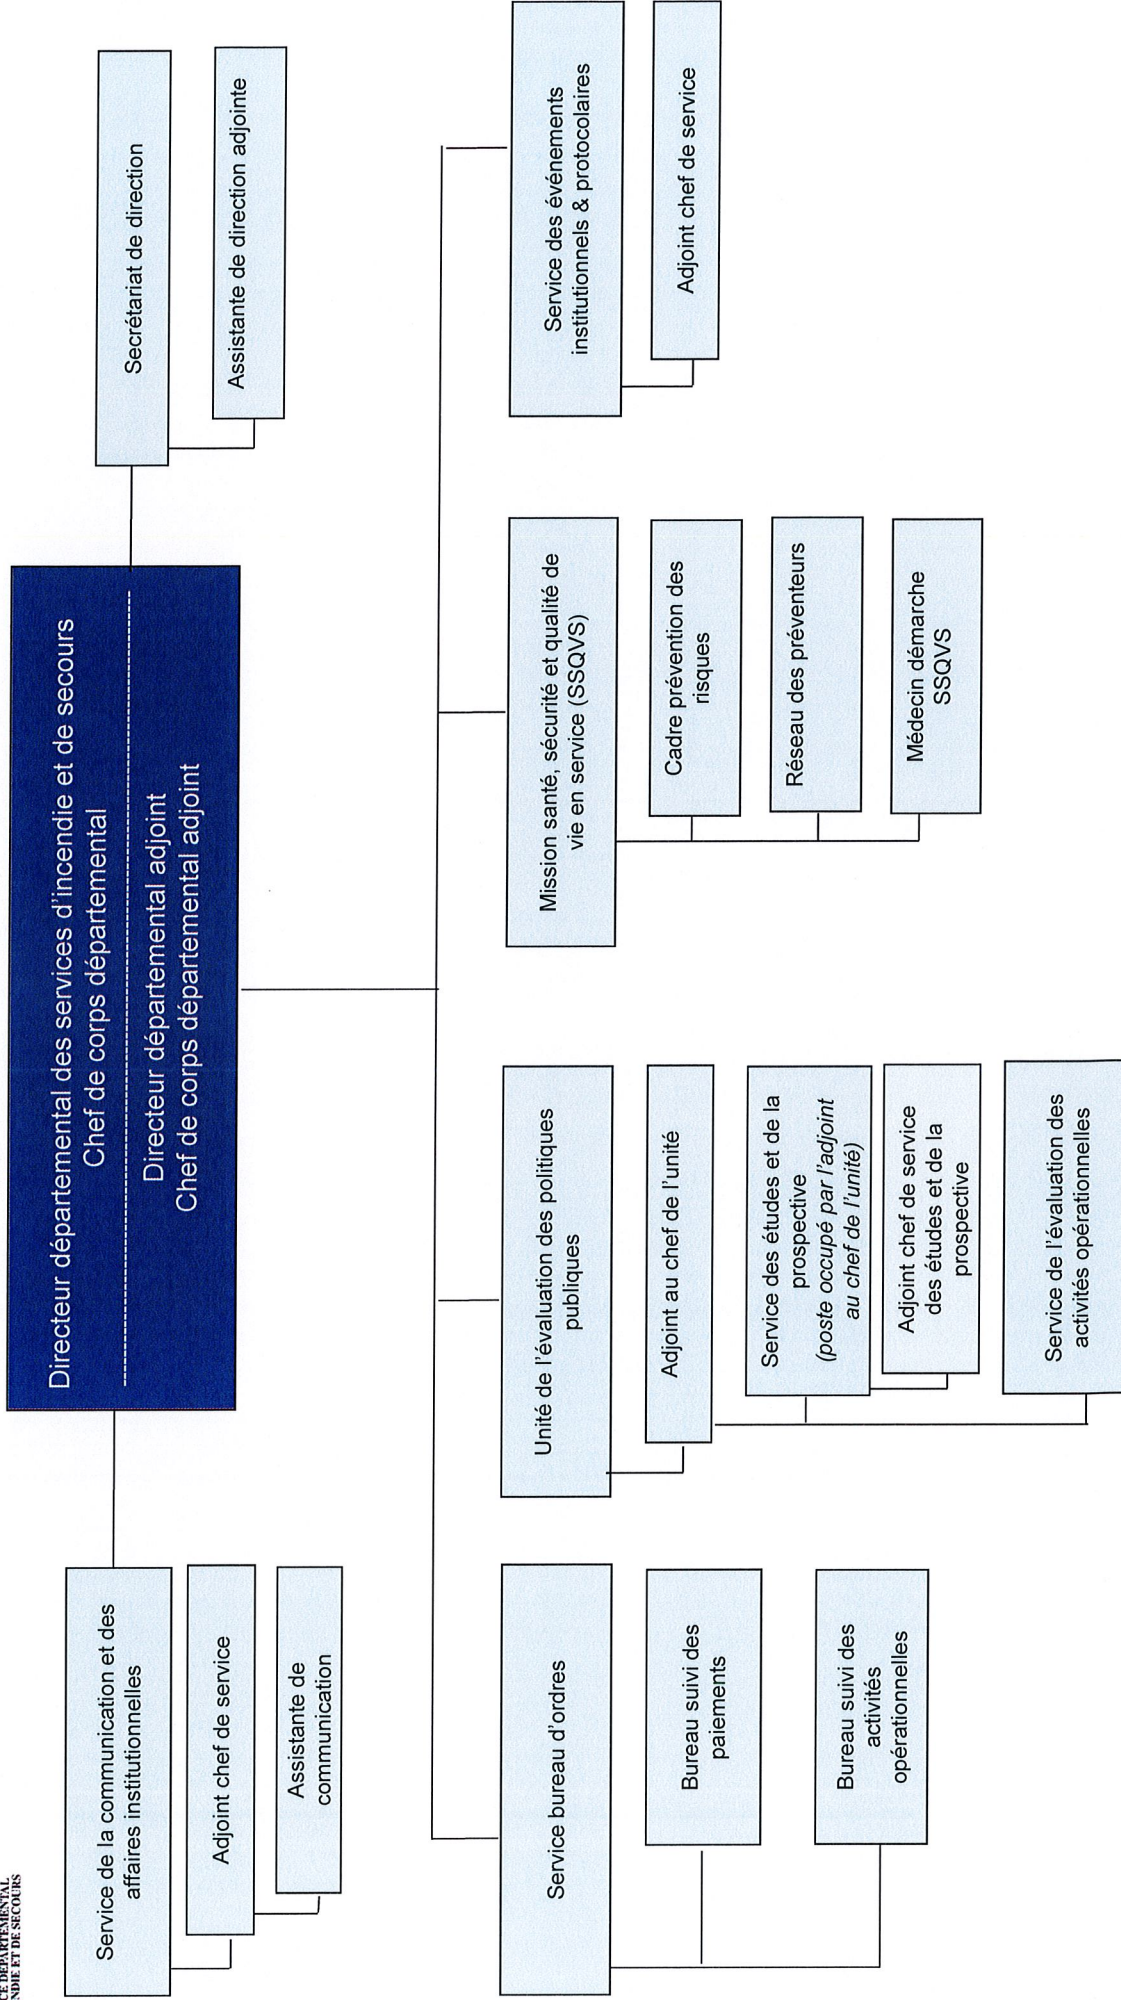 CE DÉPARTEMENTAL
NDIE ET DE SECOURS
Directeur départemental des services d'incendie et de secours
Chef de corps départemental
Directeur départemental adjoint
Chef de corps départemental adjoint
Service de la communication et des
affaires institutionnelles
Adjoint chef de service
Assistante de
communication
Secrétariat de direction
Assistante de direction adjointe
Service bureau d'ordres
Bureau suivi des
paiements
Bureau suivi des
activités
opérationnelles
Unité de l'évaluation des politiques
publiques
Adjoint au chef de l'unité
Service des études et de la
prospective
(poste occupé par l'adjoint
au chef de l'unité)
Adjoint chef de service
des études et de la
prospective
Service de l'évaluation des
activités opérationnelles
Mission santé, sécurité et qualité de
vie en service (SSQVS)
Cadre prévention des
risques
Réseau des préventeurs
Médecin démarche
SSQVS
Service des événements
institutionnels & protocolaires
Adjoint chef de service